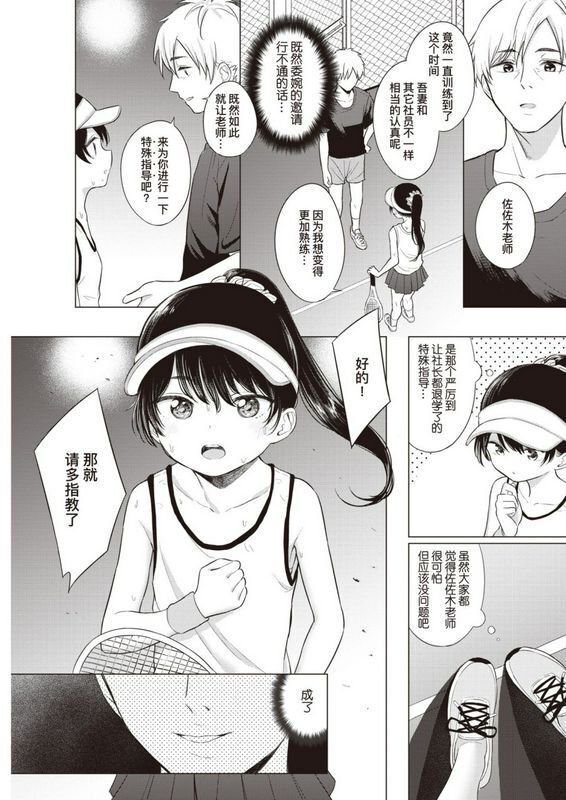 竟然一直训练到了
这个时间
吾妻和
其它社员不一样
相当的认真呢
佐佐木老师
既然委婉的邀请
行不通的话…
因为我想变得
更加熟练…
既然如此
就让老师…
来为你进行一下
特殊指导吧？
是那个严厉到
让社长都退学了的
特殊指导…
虽然大家都
觉得佐佐木老师
很可怕
但应该没问题吧
好的！
那就
请多指教了
成了